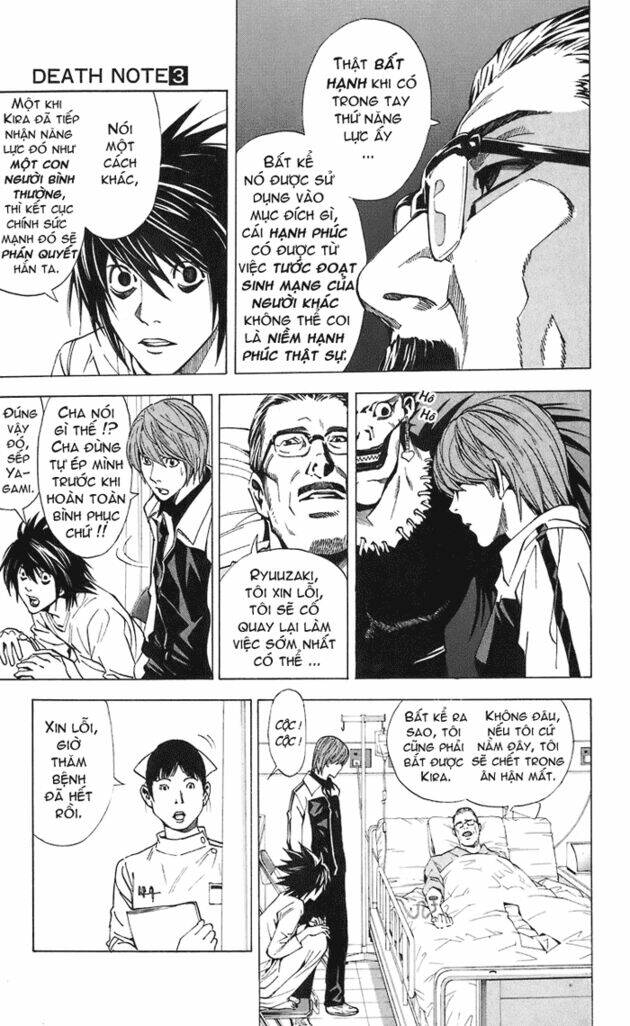 DEATH NOTE 3
THẬT BẤT
HẠNH KHI CÓ
TRONG TAY
THỨ NĂNG
LỰC ẤY
...
BẤT KỂ
NÓ ĐƯỢC SỬ
DỤNG VÀO
MỤC ĐÍCH GÌ,
CÁI HẠNH PHÚC
CÓ ĐƯỢC TỪ
VIỆC TƯỚC ĐOẠT
SINH MẠNG CỦA
NGƯỜI KHÁC
KHÔNG THỂ COI
LÀ NIỀM HẠNH
PHÚC THẬT SỰ.
NÓI
MỘT
CÁCH
KHÁC,
MỘT KHI
KIRA ĐÃ TIẾP
NHẬN NĂNG
LỰC ĐÓ NHƯ
MỘT CON
NGƯỜI BÌNH
THƯỜNG,
THÌ KẾT CỤC
CHÍNH SỨC
MẠNH ĐÓ SẼ
PHÁN QUYẾT
HẮN TA.
HÔ
HÔ
RYUUZAKI,
TÔI XIN LỖI,
TÔI SẼ CỐ
QUAY LẠI LÀM
VIỆC SỚM NHẤT
CÓ THỂ ...
CHA NÓI
GÌ THẾ !?
CHA ĐỪNG
TỰ ÉP MÌNH
TRƯỚC KHI
HOÀN TOÀN
BÌNH PHỤC
CHỨ !!
ĐÚNG
VẬY
ĐÓ,
SẾP
YA-
GAMI.
KHÔNG ĐÂU,
NẾU TÔI CỨ
NẰM ĐÂY, TÔI
SẼ CHẾT TRONG
ÂN HẬN MẤT.
BẤT KỂ RA
SAO, TÔI
CŨNG PHẢI
BẮT ĐƯỢC
KIRA.
CỘC !
CỘC !
XIN LỖI,
GIỜ
THĂM
BỆNH
ĐÃ HẾT
RỒI.